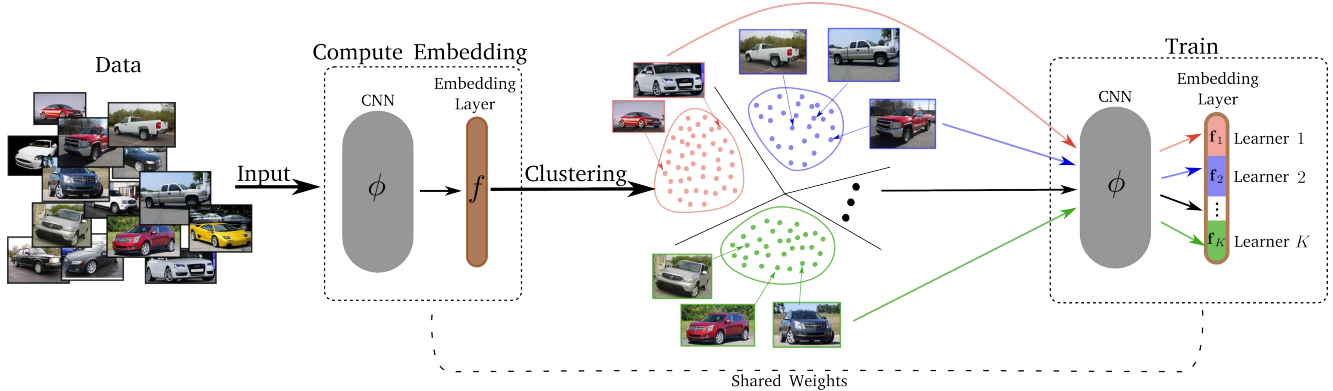 Data
Input
Compute Embedding
CNN
Embedding
Layer
ϕ
f
Clustering
Train
CNN
Embedding
Layer
ϕ
f₁ Learner 1
f₂ Learner 2
⋮
f_K Learner K
Shared Weights